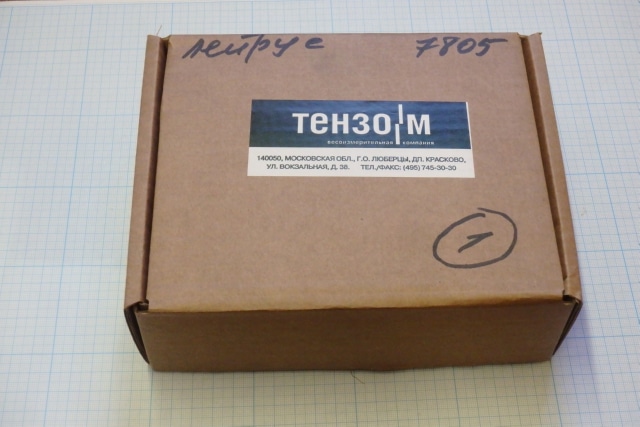 нейрус 7805
ТЕНЗО-М
весоизмерительная компания
140050, МОСКОВСКАЯ ОБЛ., Г.О. ЛЮБЕРЦЫ, ДП. КРАСКОВО,
УЛ. ВОКЗАЛЬНАЯ, Д. 38. ТЕЛ./ФАКС: (495) 745-30-30
1